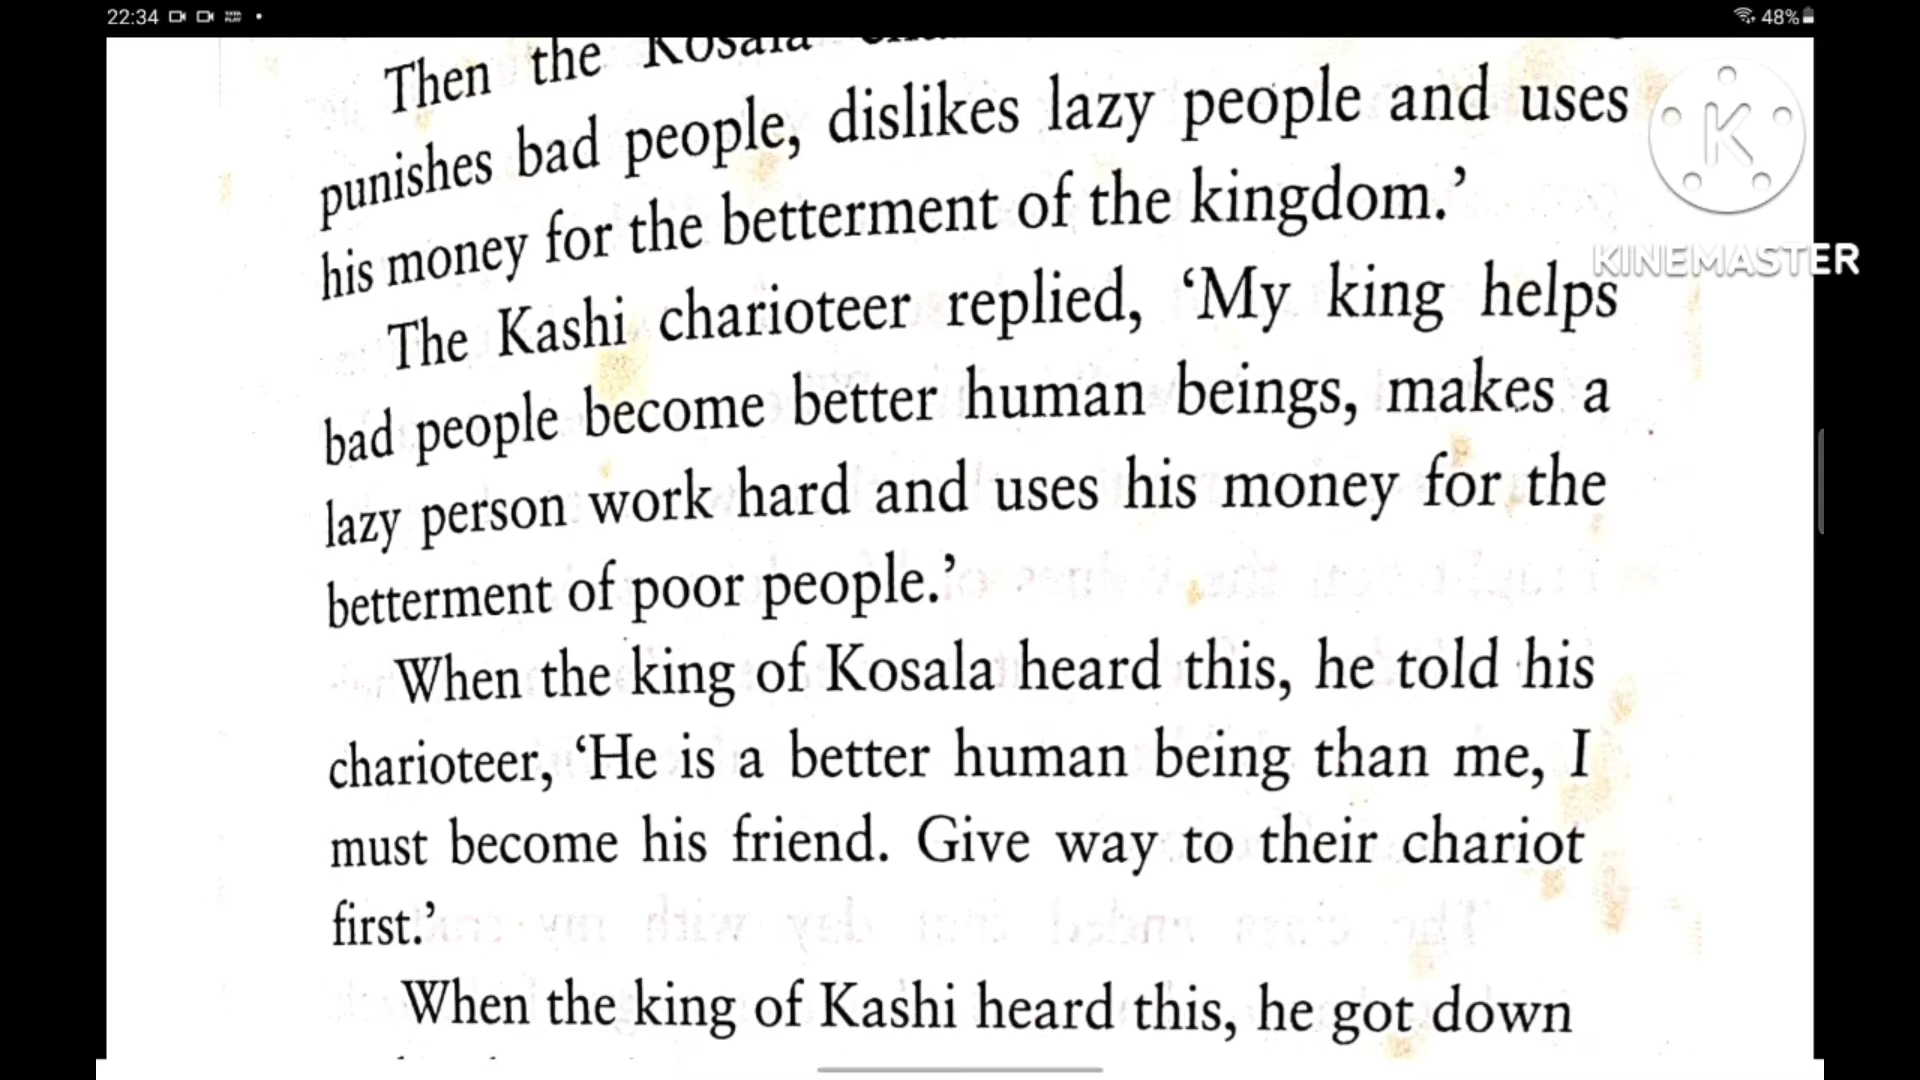 22:34
48%
Then the Kosala
punishes bad people, dislikes lazy people and uses
his money for the betterment of the kingdom.’
The Kashi charioteer replied, ‘My king helps
bad people become better human beings, makes a
lazy person work hard and uses his money for the
betterment of poor people.’
When the king of Kosala heard this, he told his
charioteer, ‘He is a better human being than me, I
must become his friend. Give way to their chariot
first.’
When the king of Kashi heard this, he got down
K
KINEMASTER